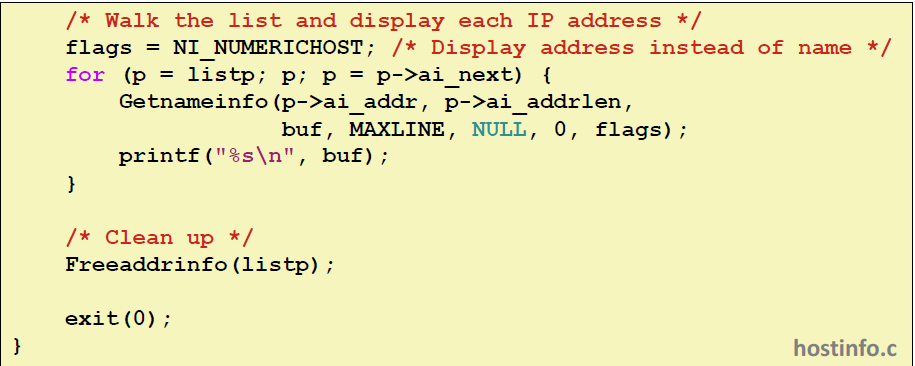 /* Walk the list and display each IP address */
flags = NI_NUMERICHOST; /* Display address instead of name */
for (p = listp; p; p = p->ai_next) {
Getnameinfo(p->ai_addr, p->ai_addrlen,
buf, MAXLINE, NULL, 0, flags);
printf("%s\n", buf);
}
/* Clean up */
Freeaddrinfo(listp);
exit(0);
}
hostinfo.c